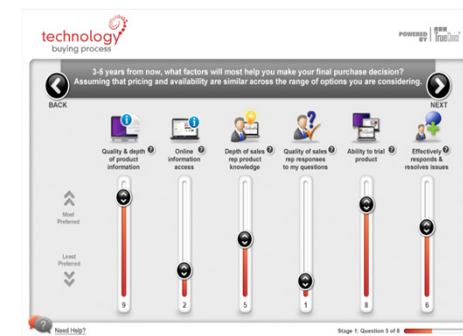 technology
buying process
POWERED
BY
TrueChoice
3-5 years from now, what factors will most help you make your final purchase decision?
Assuming that pricing and availability are similar across the range of options you are considering.
BACK
NEXT
Quality & depth
of product
information
Online
information
access
Depth of sales
rep product
knowledge
Quality of sales
rep responses
to my questions
Ability to trial
product
Effectively
responds &
resolves issues
Most
Preferred
Least
Preferred
9
2
5
1
8
6
Need Help?
Stage 1: Question 5 of 8